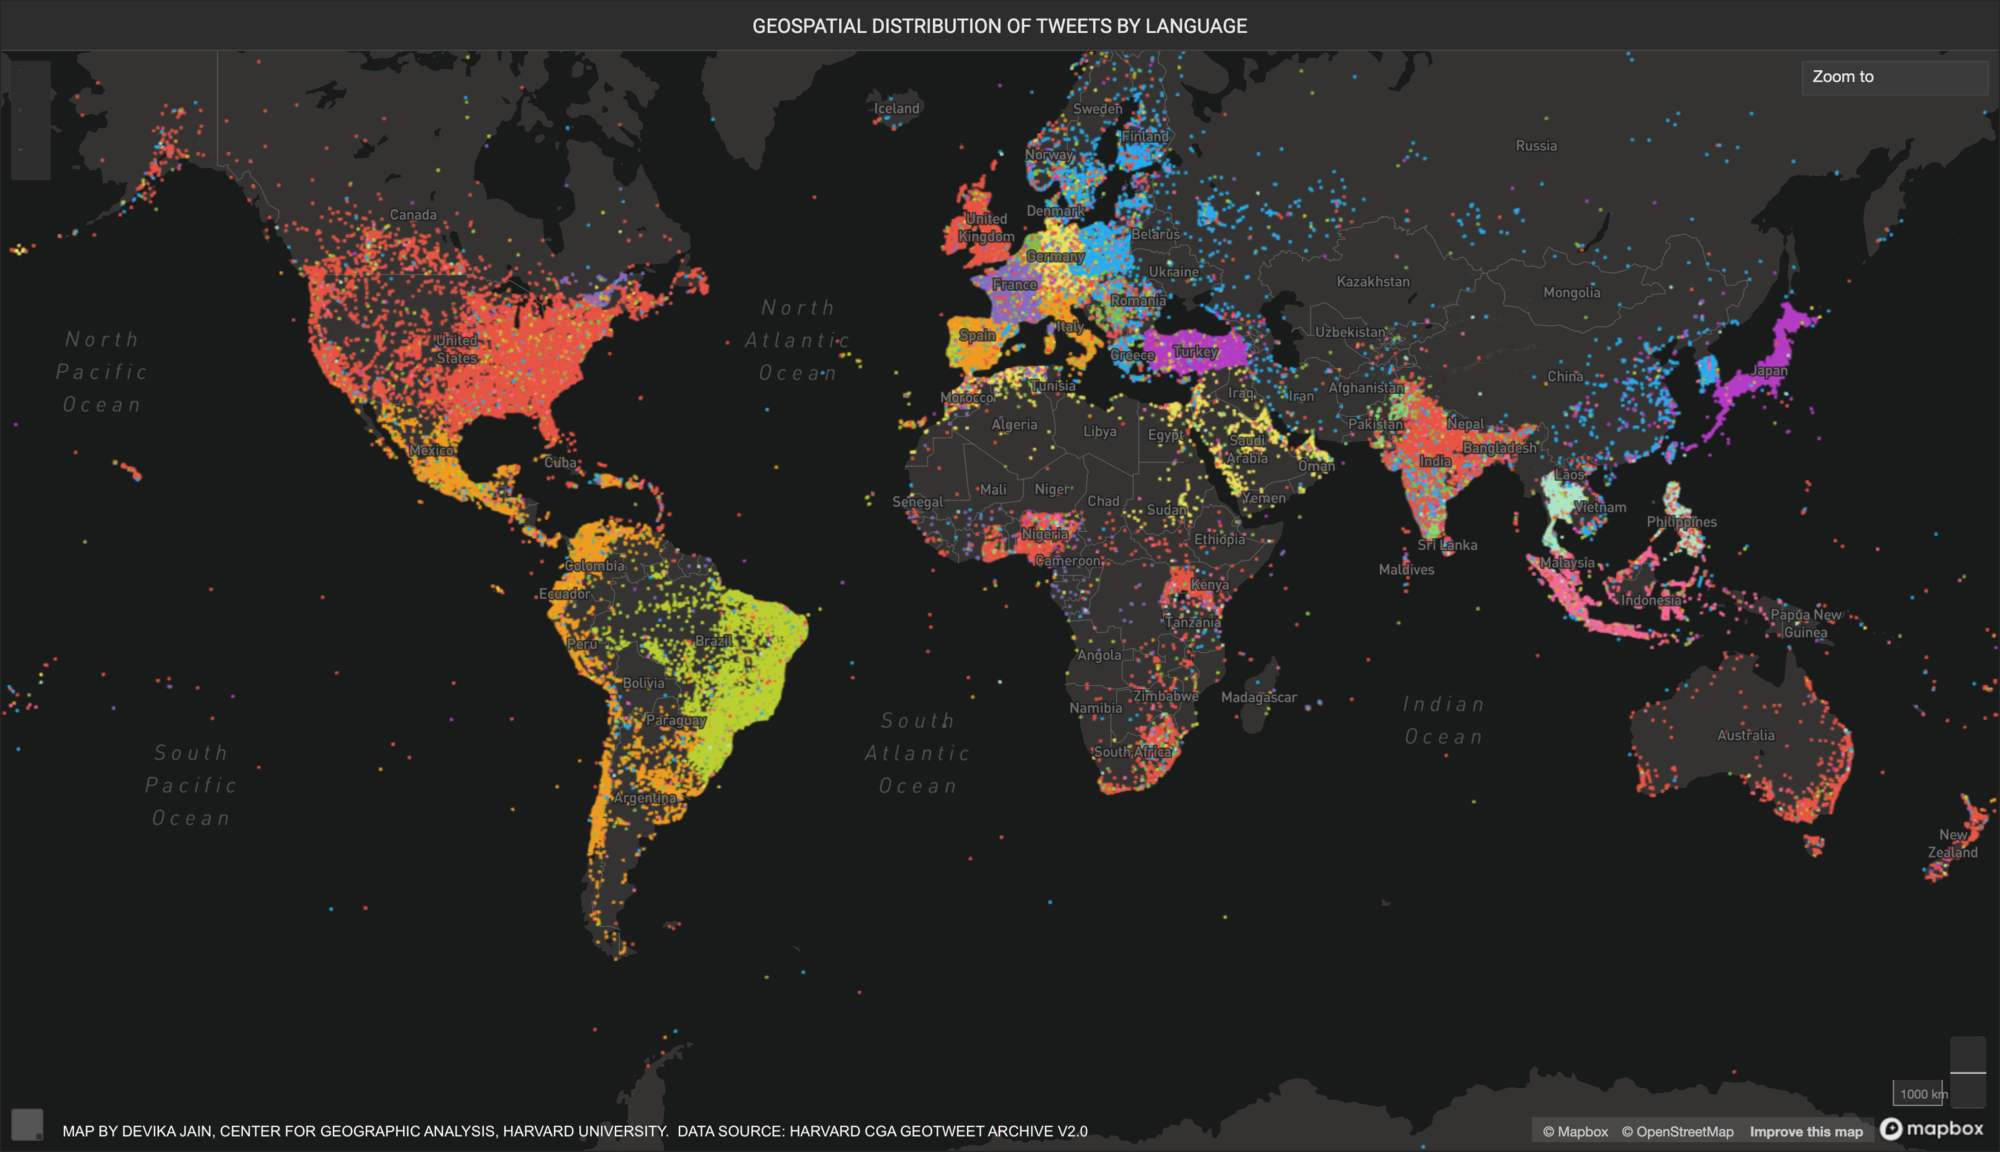 GEOSPATIAL DISTRIBUTION OF TWEETS BY LANGUAGE
Zoom to
Iceland
Sweden
Finland
Norway
Russia
Canada
Denmark
United
Kingdom
Belarus
Germany
Ukraine
France
Kazakhstan
Mongolia
Romania
North
Pacific
Ocean
North
Atlantic
Ocean
United
States
Spain
Italy
Uzbekistan
Greece
Turkey
China
Japan
Tunisia
Morocco
Iraq
Iran
Afghanistan
Algeria
Libya
Egypt
Pakistan
Nepal
Saudi
Arabia
Bangladesh
Mexico
Cuba
Oman
India
Laos
Mali
Niger
Chad
Senegal
Sudan
Yemen
Vietnam
Philippines
Nigeria
Ethiopia
Sri Lanka
Cameroon
Maldives
Malaysia
Colombia
Ecuador
Kenya
Indonesia
Papua New
Guinea
Tanzania
Peru
Brazil
Angola
Bolivia
Zimbabwe
Madagascar
Namibia
Indian
Ocean
Paraguay
South
Atlantic
Ocean
South Africa
Australia
South
Pacific
Ocean
Argentina
New
Zealand
1000 km
MAP BY DEVIKA JAIN, CENTER FOR GEOGRAPHIC ANALYSIS, HARVARD UNIVERSITY. DATA SOURCE: HARVARD CGA GEOTWEET ARCHIVE V2.0
© Mapbox © OpenStreetMap Improve this map
mapbox